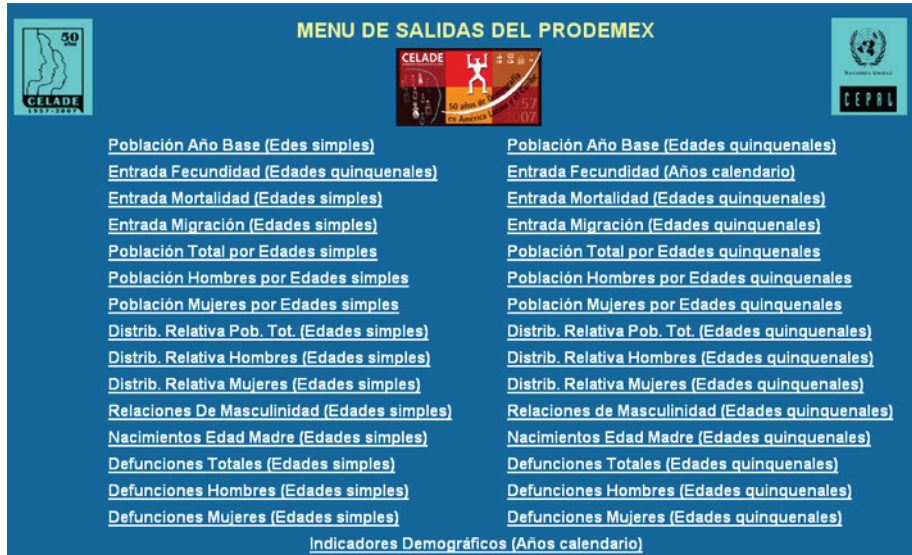 MENU DE SALIDAS DEL PRODEMEX
50
años
CELADE
1957-2007
CELADE
50 años de Demografía
en América Latina y el Caribe
57
07
NACIONES UNIDAS
CEPAL
Población Año Base (Edes simples)
Población Año Base (Edades quinquenales)
Entrada Fecundidad (Edades quinquenales)
Entrada Fecundidad (Años calendario)
Entrada Mortalidad (Edades simples)
Entrada Mortalidad (Edades quinquenales)
Entrada Migración (Edades simples)
Entrada Migración (Edades quinquenales)
Población Total por Edades simples
Población Total por Edades quinquenales
Población Hombres por Edades simples
Población Hombres por Edades quinquenales
Población Mujeres por Edades simples
Población Mujeres por Edades quinquenales
Distrib. Relativa Pob. Tot. (Edades simples)
Distrib. Relativa Pob. Tot. (Edades quinquenales)
Distrib. Relativa Hombres (Edades simples)
Distrib. Relativa Hombres (Edades quinquenales)
Distrib. Relativa Mujeres (Edades simples)
Distrib. Relativa Mujeres (Edades quinquenales)
Relaciones De Masculinidad (Edades simples)
Relaciones de Masculinidad (Edades quinquenales)
Nacimientos Edad Madre (Edades simples)
Nacimientos Edad Madre (Edades quinquenales)
Defunciones Totales (Edades simples)
Defunciones Totales (Edades quinquenales)
Defunciones Hombres (Edades simples)
Defunciones Hombres (Edades quinquenales)
Defunciones Mujeres (Edades simples)
Defunciones Mujeres (Edades quinquenales)
Indicadores Demográficos (Años calendario)